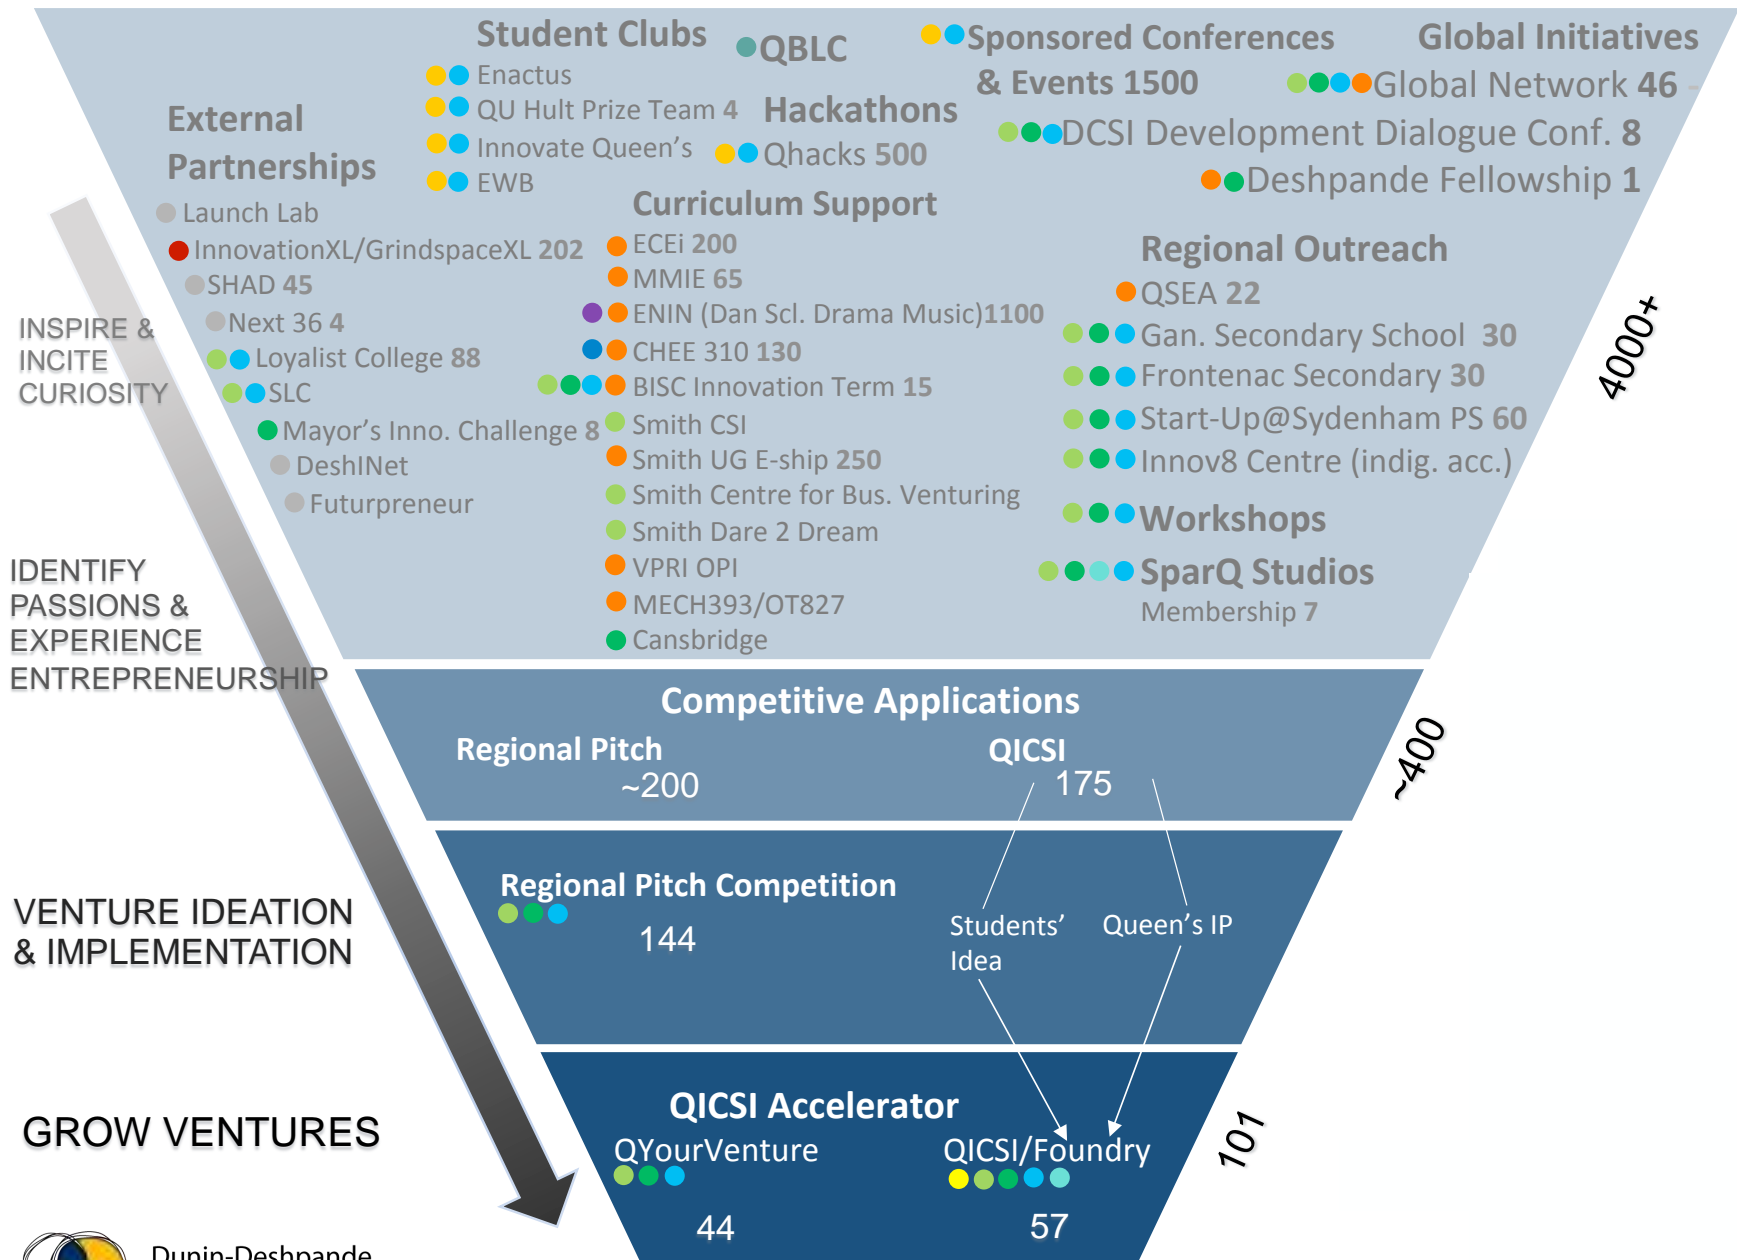 Student Clubs
Enactus
QU Hult Prize Team 4
Innovate Queen's
EWB
QBLC
Hackathons
Qhacks 500
Sponsored Conferences
& Events 1500
Global Initiatives
Global Network 46 -
DCSI Development Dialogue Conf. 8
Deshpande Fellowship 1
External
Partnerships
Launch Lab
InnovationXL/GrindspaceXL 202
SHAD 45
Next 36 4
Loyalist College 88
SLC
Mayor's Inno. Challenge 8
DeshINet
Futurpreneur
Curriculum Support
ECEi 200
MMIE 65
ENIN (Dan Scl. Drama Music)1100
CHEE 310 130
BISC Innovation Term 15
Smith CSI
Smith UG E-ship 250
Smith Centre for Bus. Venturing
Smith Dare 2 Dream
VPRI OPI
MECH393/OT827
Cansbridge
Regional Outreach
QSEA 22
Gan. Secondary School 30
Frontenac Secondary 30
Start-Up@Sydenham PS 60
Innov8 Centre (indig. acc.)
Workshops
SparQ Studios
Membership 7
4000+
INSPIRE &
INCITE
CURIOSITY
IDENTIFY
PASSIONS &
EXPERIENCE
ENTREPRENEURSHIP
Competitive Applications
Regional Pitch
~200
QICSI
175
~400
VENTURE IDEATION
& IMPLEMENTATION
Regional Pitch Competition
144
Students'
Idea
Queen's IP
GROW VENTURES
QICSI Accelerator
QYourVenture
44
QICSI/Foundry
57
101
Dunin-Deshpande